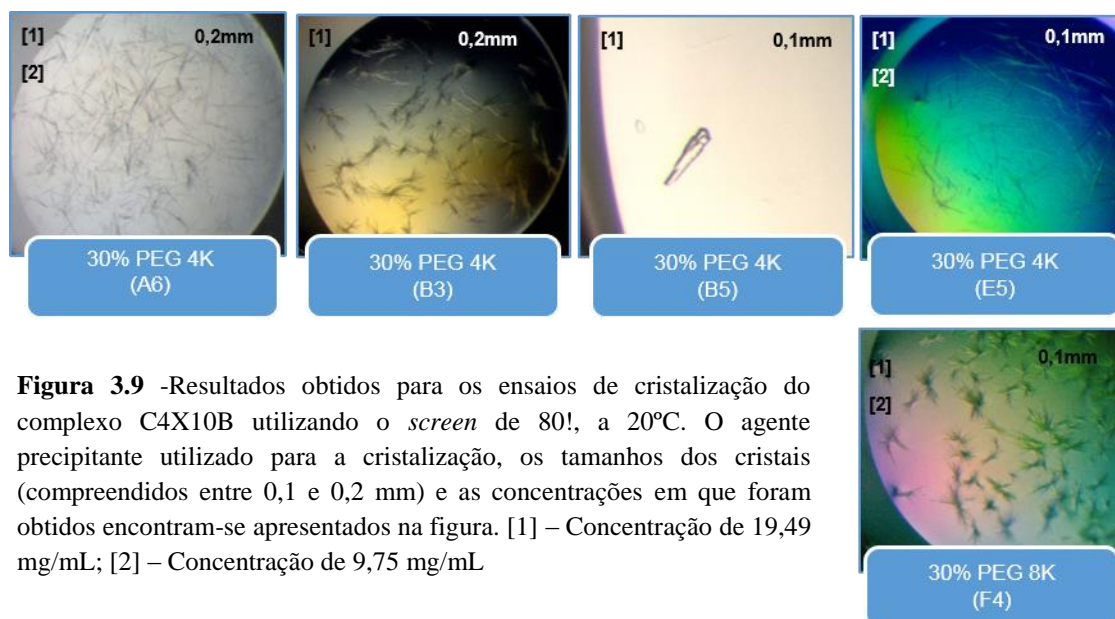 [1] 0,2mm
[2]
30% PEG 4K
(A6)
[1] 0,2mm
30% PEG 4K
(B3)
[1] 0,1mm
30% PEG 4K
(B5)
[1] 0,1mm
[2]
30% PEG 4K
(E5)
[1] 0,1mm
[2]
30% PEG 8K
(F4)
Figura 3.9 -Resultados obtidos para os ensaios de cristalização do
complexo C4X10B utilizando o screen de 80!, a 20ºC. O agente
precipitante utilizado para a cristalização, os tamanhos dos cristais
(compreendidos entre 0,1 e 0,2 mm) e as concentrações em que foram
obtidos encontram-se apresentados na figura. [1] – Concentração de 19,49
mg/mL; [2] – Concentração de 9,75 mg/mL